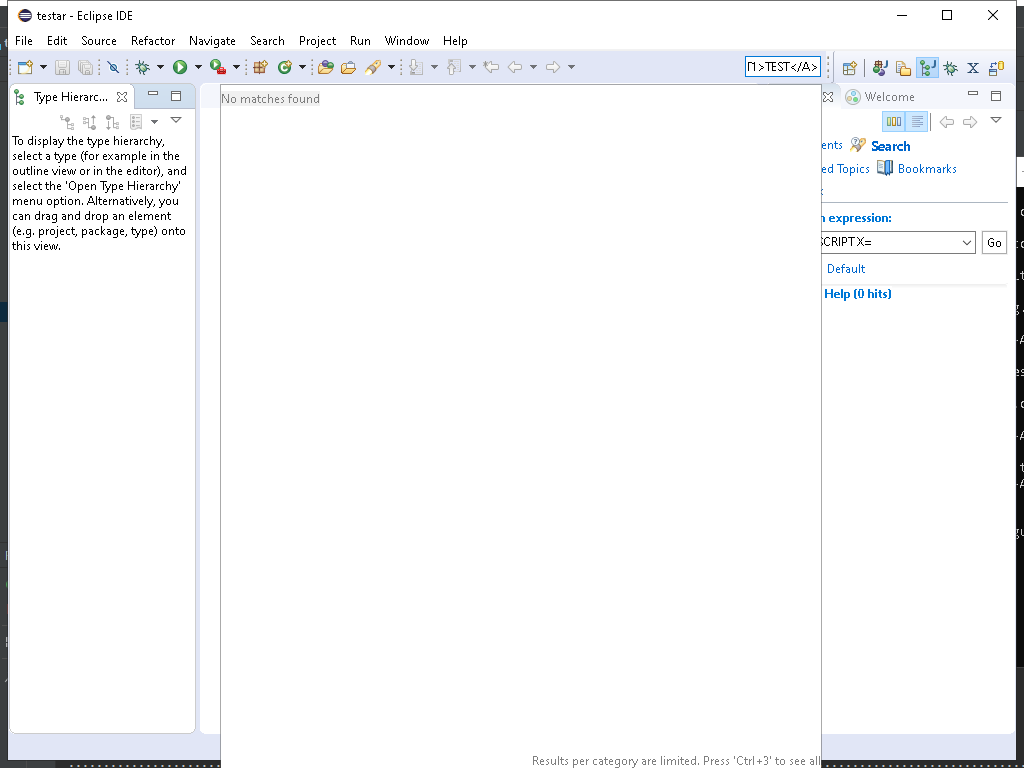 testar - Eclipse IDE
File Edit Source Refactor Navigate Search Project Run Window Help
>TEST</A>
Type Hierarc...
Welcome
No matches found
To display the type hierarchy,
select a type (for example in the
outline view or in the editor), and
select the 'Open Type Hierarchy'
menu option. Alternatively, you
can drag and drop an element
(e.g. project, package, type) onto
this view.
ents Search
ed Topics Bookmarks
expression:
SCRIPT X= Go
Default
Help (0 hits)
Results per category are limited. Press 'Ctrl+3' to see all